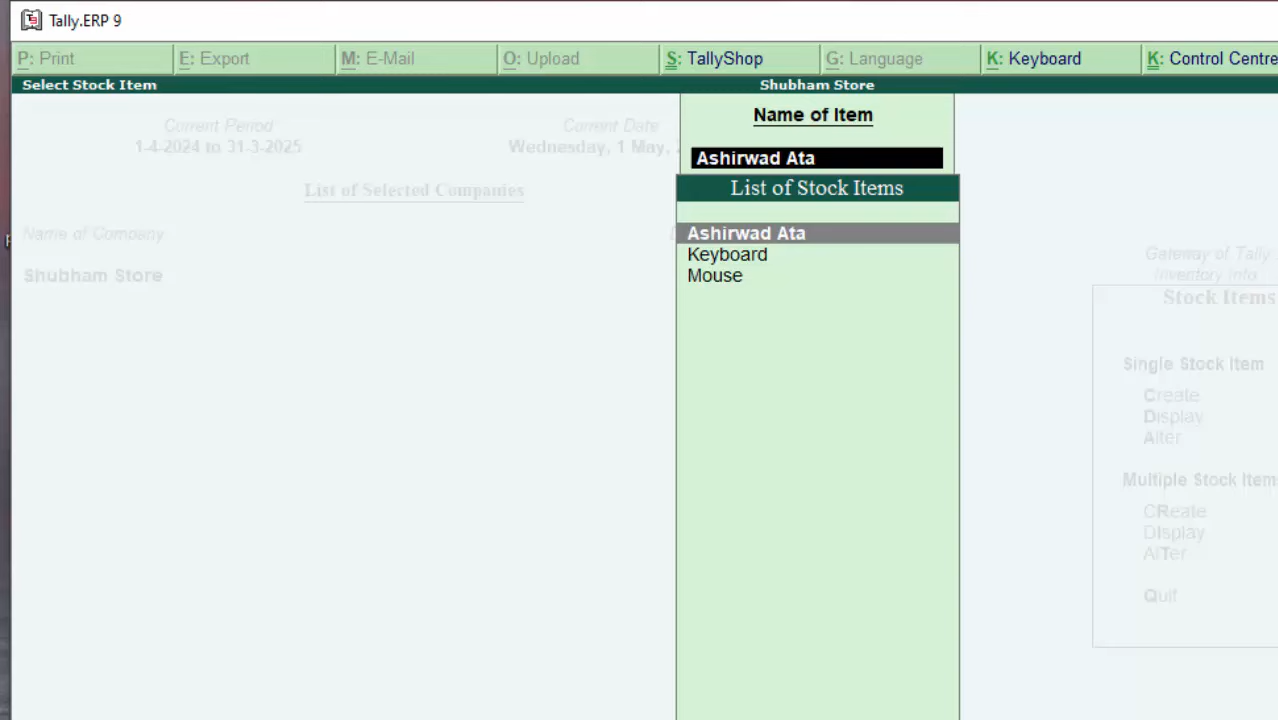 Tally.ERP 9
P: Print E: Export M: E-Mail O: Upload S: TallyShop G: Language K: Keyboard K: Control Centre
Select Stock Item Shubham Store
Name of Item
Current Period Current Date
1-4-2024 to 31-3-2025 Wednesday, 1 May,
Ashirwad Ata
List of Selected Companies
List of Stock Items
Name of Company
Ashirwad Ata
Keyboard
Mouse
Shubham Store
Gateway of Tally
Inventory Info
Stock Items
Single Stock Item
Create
Display
Alter
Multiple Stock Item
CReate
DIsplay
AlTer
Quit